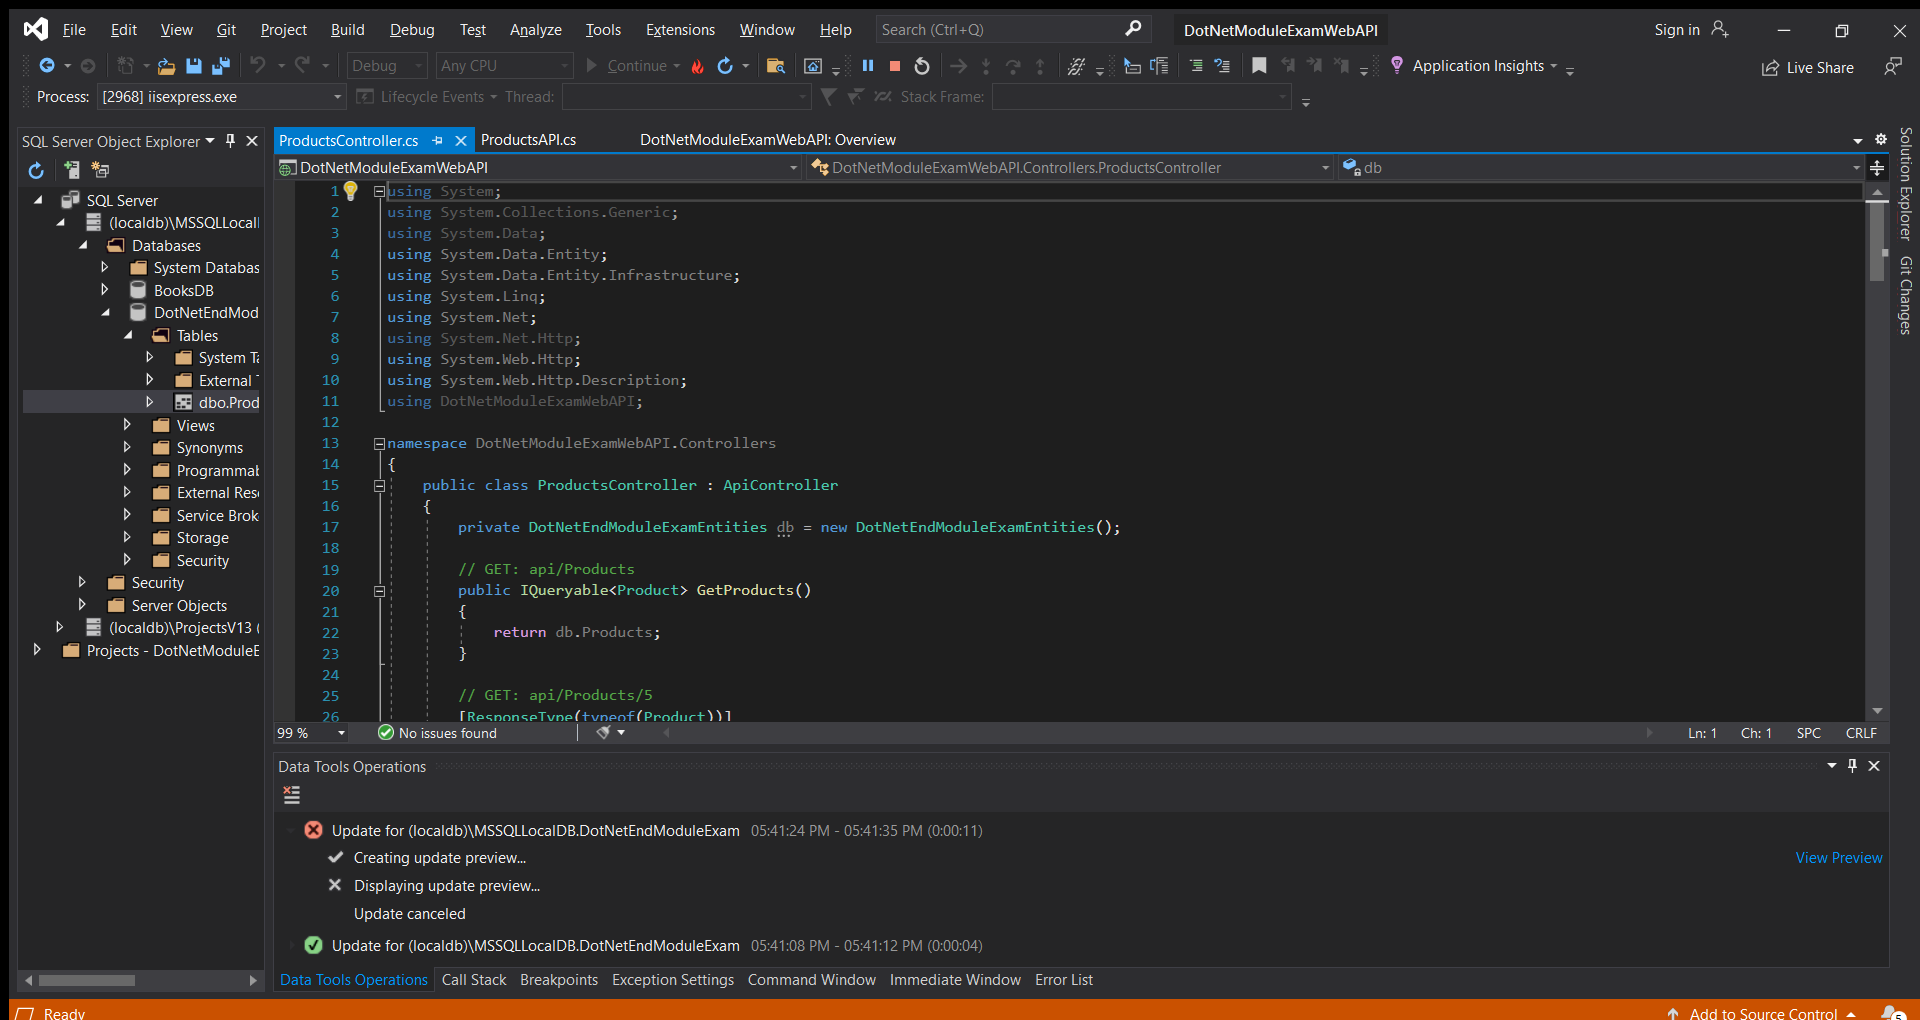 File Edit View Git Project Build Debug Test Analyze Tools Extensions Window Help Search (Ctrl+Q) DotNetModuleExamWebAPI Sign in
Debug Any CPU Continue Application Insights Live Share
Process: [2968] iisexpress.exe Lifecycle Events Thread: Stack Frame:
SQL Server Object Explorer
SQL Server
(localdb)\MSSQLLocal
Databases
System Databas
BooksDB
DotNetEndMod
Tables
System Ta
External
dbo.Prod
Views
Synonyms
Programmab
External Res
Service Brok
Storage
Security
Security
Server Objects
(localdb)\ProjectsV13 (
Projects - DotNetModuleE
ProductsController.cs ProductsAPI.cs DotNetModuleExamWebAPI: Overview
DotNetModuleExamWebAPI DotNetModuleExamWebAPI.Controllers.ProductsController db
1 using System;
2 using System.Collections.Generic;
3 using System.Data;
4 using System.Data.Entity;
5 using System.Data.Entity.Infrastructure;
6 using System.Linq;
7 using System.Net;
8 using System.Net.Http;
9 using System.Web.Http;
10 using System.Web.Http.Description;
11 using DotNetModuleExamWebAPI;
12
13 namespace DotNetModuleExamWebAPI.Controllers
14 {
15 public class ProductsController : ApiController
16 {
17 private DotNetEndModuleExamEntities db = new DotNetEndModuleExamEntities();
18
19 // GET: api/Products
20 public IQueryable<Product> GetProducts()
21 {
22 return db.Products;
23 }
24
25 // GET: api/Products/5
26 [ResponseType(typeof(Product))]
99 % No issues found Ln: 1 Ch: 1 SPC CRLF
Data Tools Operations
Update for (localdb)\MSSQLLocalDB.DotNetEndModuleExam 05:41:24 PM - 05:41:35 PM (0:00:11)
Creating update preview... View Preview
Displaying update preview...
Update canceled
Update for (localdb)\MSSQLLocalDB.DotNetEndModuleExam 05:41:08 PM - 05:41:12 PM (0:00:04)
Data Tools Operations Call Stack Breakpoints Exception Settings Command Window Immediate Window Error List
Solution Explorer
Git Changes
Ready Add to Source Control 5